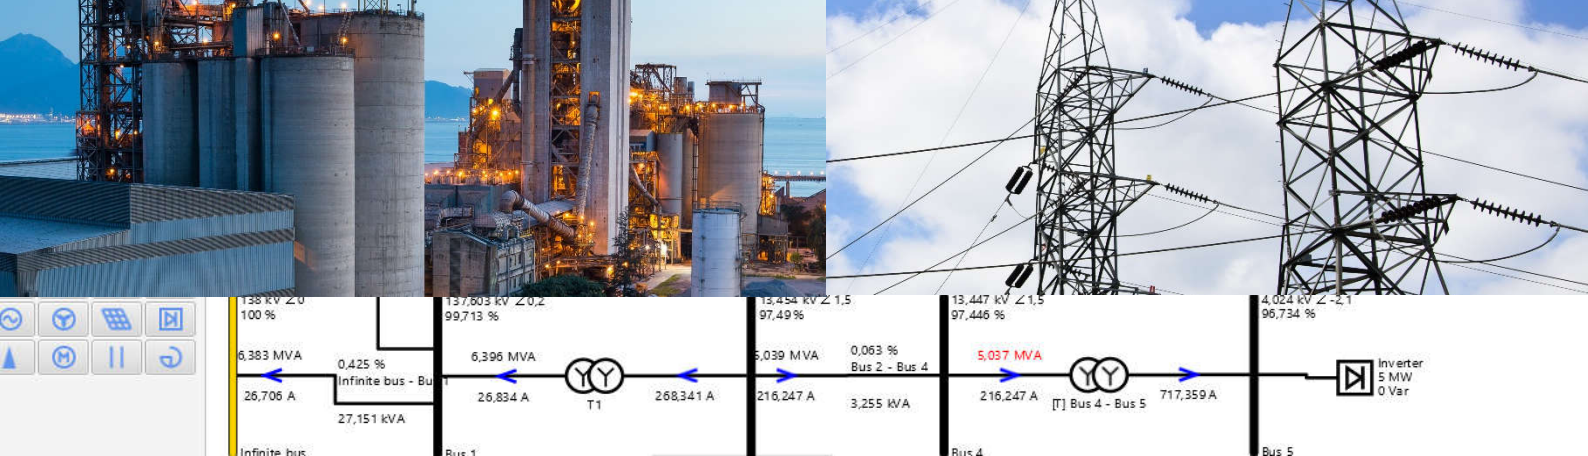 138 kV ∠ 0
100 %
137,603 kV ∠ 0,2
99,713 %
13,454 kV ∠ 1,5
97,49 %
13,447 kV ∠ 1,5
97,446 %
4,024 kV ∠ -2,1
96,734 %
6,383 MVA
0,425 %
Infinite bus - Bus 1
6,396 MVA
5,039 MVA
0,063 %
Bus 2 - Bus 4
5,037 MVA
Inverter
5 MW
0 Var
26,706 A
27,151 kVA
26,834 A
T1
268,341 A
216,247 A
3,255 kVA
216,247 A
[T] Bus 4 - Bus 5
717,359 A
M
Infinite bus
Bus 1
Bus 4
Bus 5